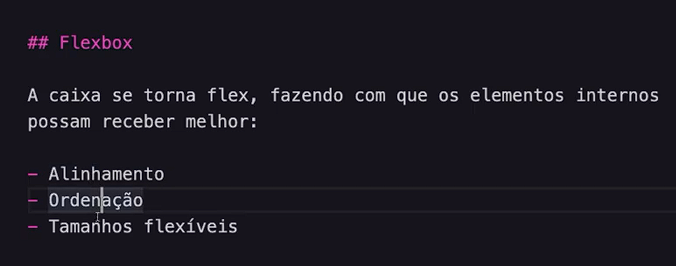 ## Flexbox
A caixa se torna flex, fazendo com que os elementos internos
possam receber melhor:
- Alinhamento
- Ordenação
- Tamanhos flexíveis